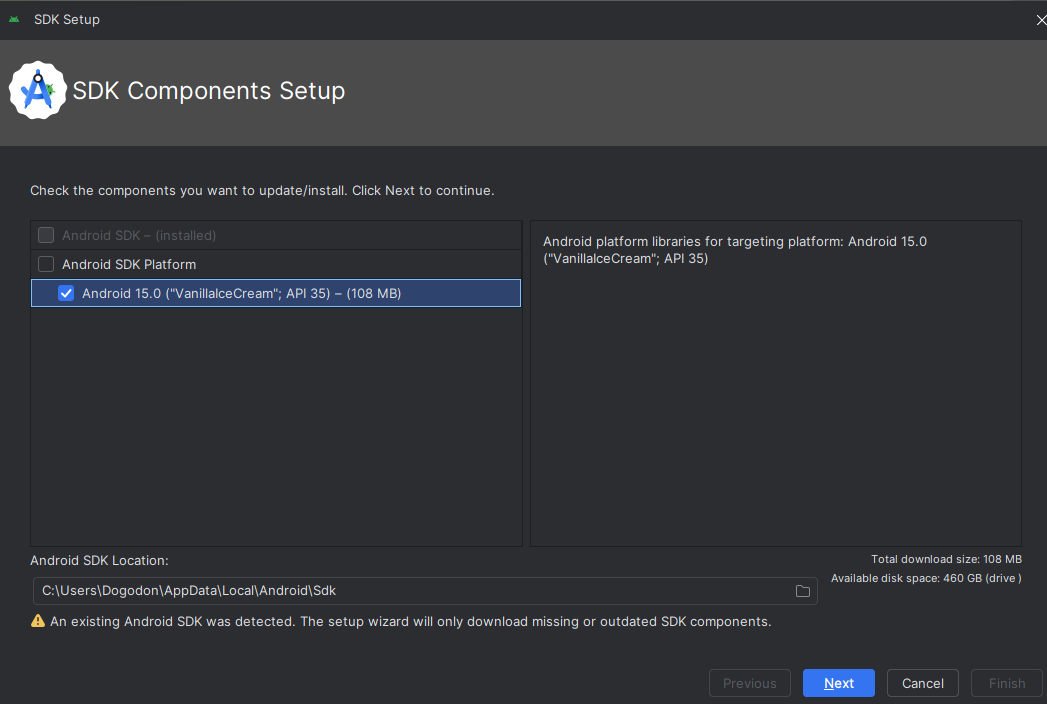 SDK Setup
SDK Components Setup
Check the components you want to update/install. Click Next to continue.
Android SDK – (installed)
Android SDK Platform
Android 15.0 ("VanillaIceCream"; API 35) – (108 MB)
Android platform libraries for targeting platform: Android 15.0
("VanillaIceCream"; API 35)
Android SDK Location:
Total download size: 108 MB
Available disk space: 460 GB (drive )
C:\Users\Dogodon\AppData\Local\Android\Sdk
An existing Android SDK was detected. The setup wizard will only download missing or outdated SDK components.
Previous
Next
Cancel
Finish